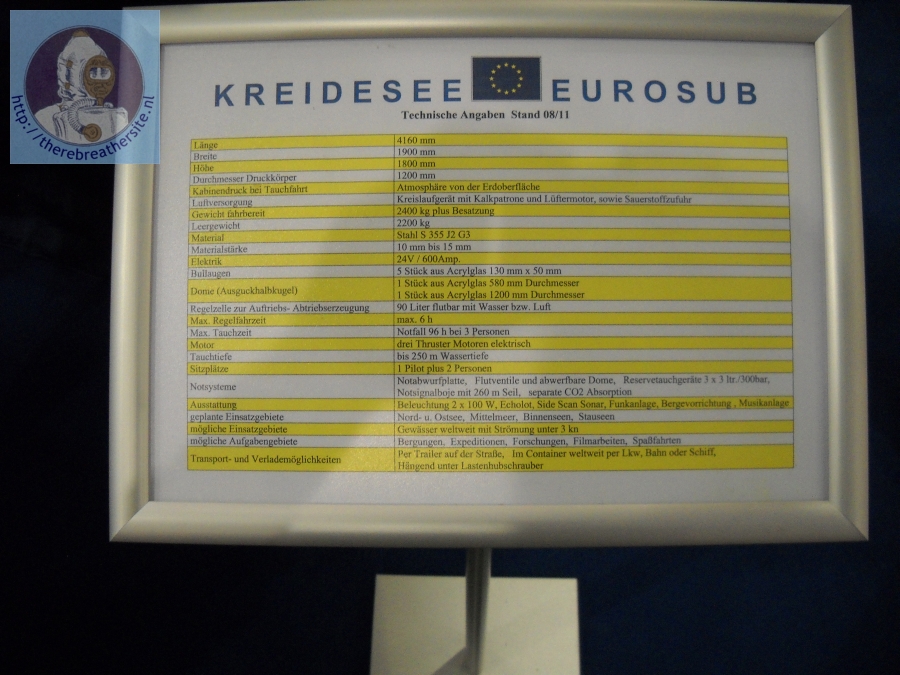 http://therebreathersite.nl
KREIDESEE EUROSUB
Technische Angaben Stand 08/11
Länge 4160 mm
Breite 1900 mm
Höhe 1800 mm
Durchmesser Druckkörper 1200 mm
Kabinendruck bei Tauchfahrt Atmosphäre von der Erdoberfläche
Luftversorgung Kreislaufgerät mit Kalkpatrone und Lüftermotor, sowie Sauerstoffzufuhr
Gewicht fahrbereit 2400 kg plus Besatzung
Leergewicht 2200 kg
Material Stahl S 355 J2 G3
Materialstärke 10 mm bis 15 mm
Elektrik 24V / 600Amp.
Bullaugen 5 Stück aus Acrylglas 130 mm x 50 mm
Dome (Ausguckhalbkugel) 1 Stück aus Acrylglas 580 mm Durchmesser
1 Stück aus Acrylglas 1200 mm Durchmesser
Regelzelle zur Auftriebs- Abtriebserzeugung 90 Liter flutbar mit Wasser bzw. Luft
Max. Regelfahrzeit max. 6 h
Max. Tauchzeit Notfall 96 h bei 3 Personen
Motor drei Thruster Motoren elektrisch
Tauchtiefe bis 250 m Wassertiefe
Sitzplätze 1 Pilot plus 2 Personen
Notsysteme Notabwurfplatte, Flutventile und abwerfbare Dome, Reservetauchgeräte 3 x 3 ltr./300bar,
Notsignalboje mit 260 m Seil, separate CO2 Absorption
Ausstattung Beleuchtung 2 x 100 W, Echolot, Side Scan Sonar, Funkanlage, Bergevorrichtung , Musikanlage
geplante Einsatzgebiete Nord- u. Ostsee, Mittelmeer, Binnenseen, Stauseen
mögliche Einsatzgebiete Gewässer weltweit mit Strömung unter 3 kn
mögliche Aufgabengebiete Bergungen, Expeditionen, Forschungen, Filmarbeiten, Spaßfahrten
Transport- und Verlademöglichkeiten Per Trailer auf der Straße, Im Container weltweit per Lkw, Bahn oder Schiff,
Hängend unter Lastenhubschrauber